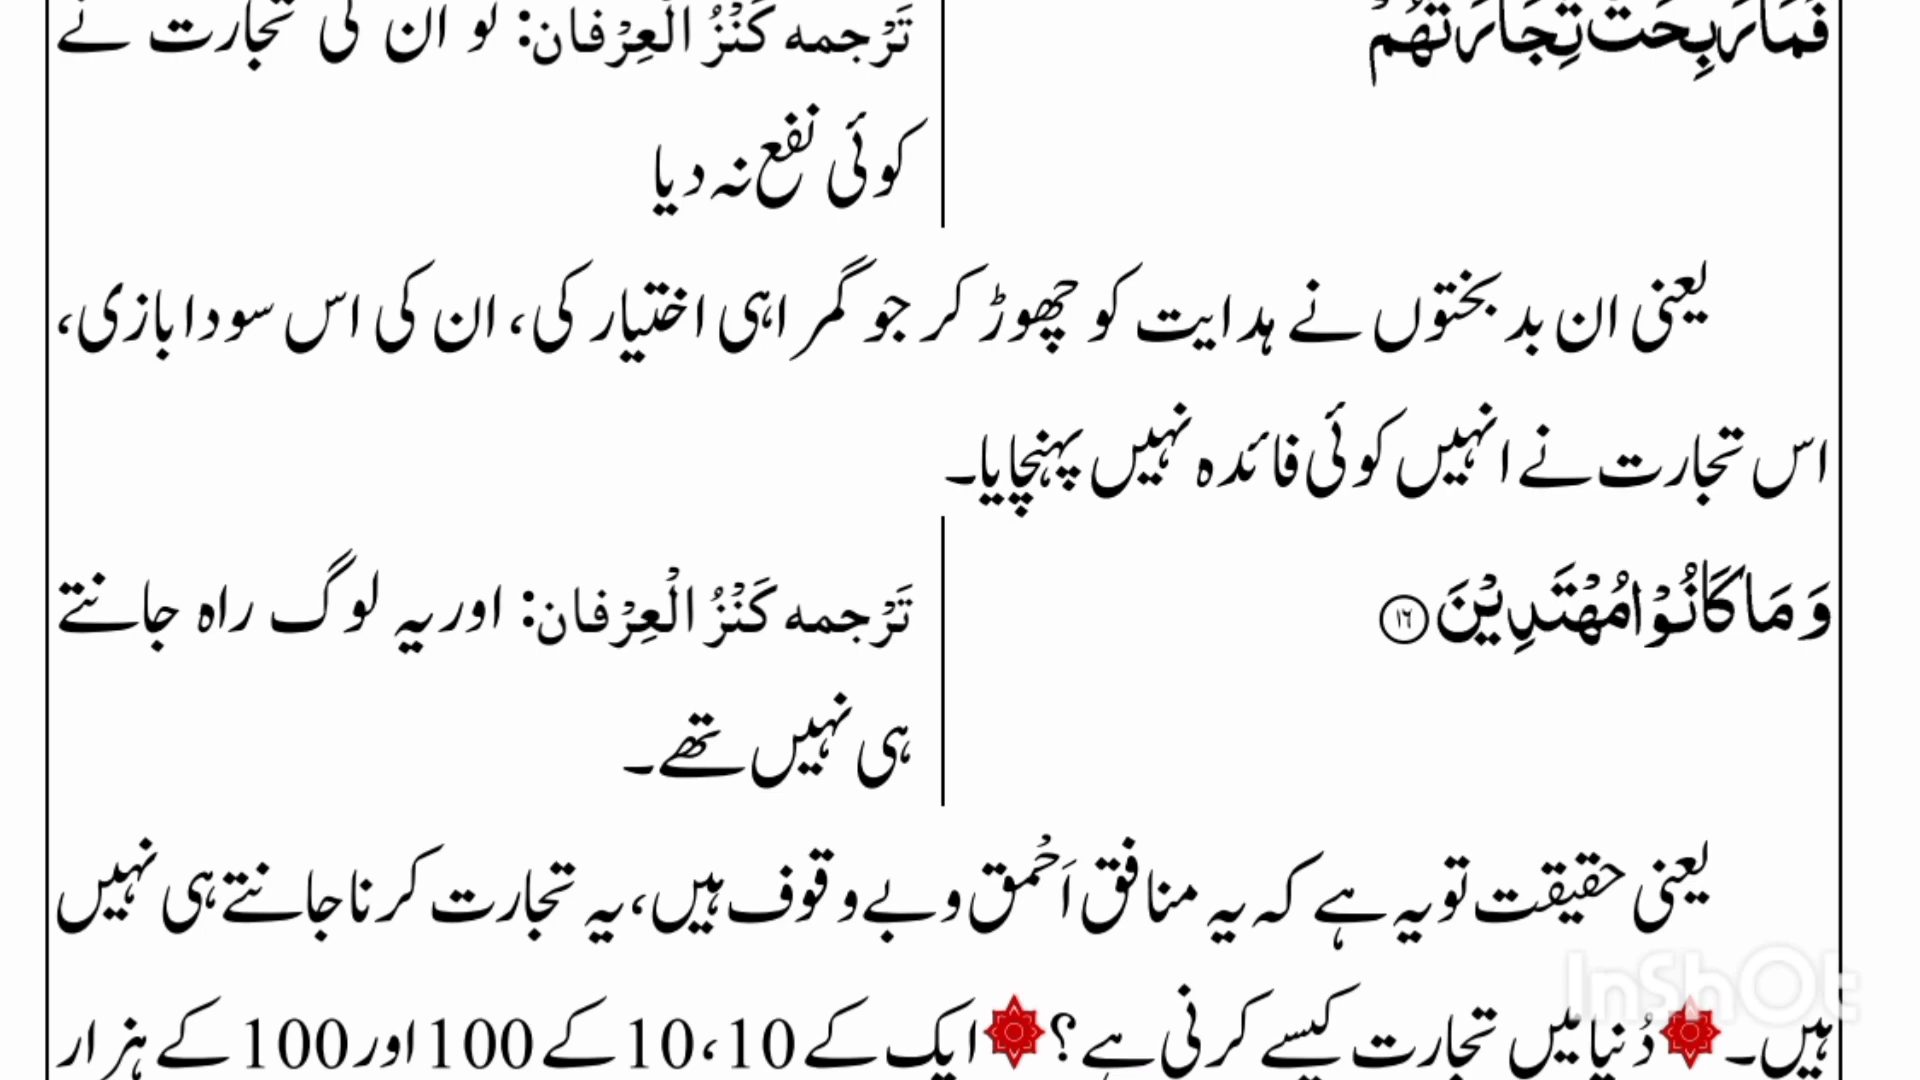 فَمَا رَبِحَتْ تِّجَارَتُهُمْ
تَرْجمہ کَنْزُ الْعِرْفان: تو ان کی تجارت نے
کوئی نفع نہ دیا
یعنی ان بدبختوں نے ہدایت کو چھوڑ کر جو گمراہی اختیار کی، ان کی اس سودا بازی،
اس تجارت نے انہیں کوئی فائدہ نہیں پہنچایا۔
وَ مَا كَانُوْا مُهْتَدِیْنَ ﴿۱۶﴾
تَرْجمہ کَنْزُ الْعِرْفان: اور یہ لوگ راہ جانتے
ہی نہیں تھے۔
یعنی حقیقت تو یہ ہے کہ یہ منافق اَحْمق و بے وقوف ہیں، یہ تجارت کرنا جانتے ہی نہیں
ہیں۔ دُنیا میں تجارت کیسے کرنی ہے؟ ایک کے 10، 10 کے 100 اور 100 کے ہزار
InShOt